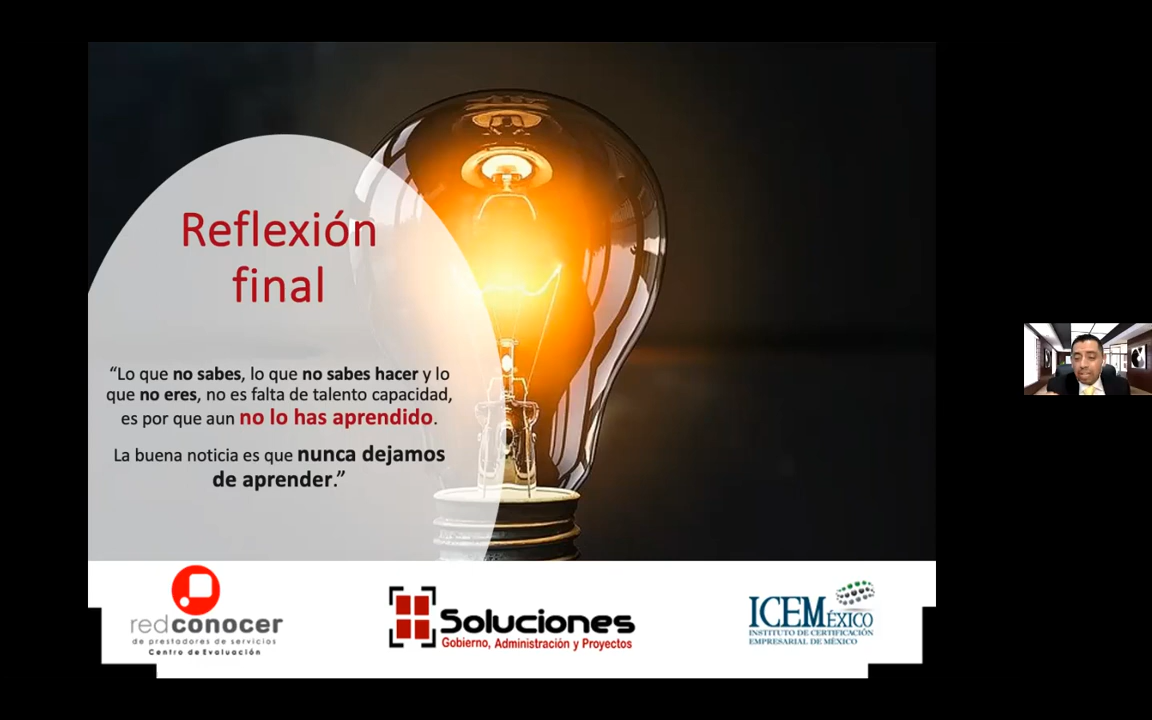 Reflexión
final
“Lo que no sabes, lo que no sabes hacer y lo
que no eres, no es falta de talento capacidad,
es por que aun no lo has aprendido.
La buena noticia es que nunca dejamos
de aprender.”
redconocer
de prestadores de servicios
Centro de Evaluación
Soluciones
Gobierno, Administración y Proyectos
ICEMÉXICO
INSTITUTO DE CERTIFICACIÓN
EMPRESARIAL DE MÉXICO